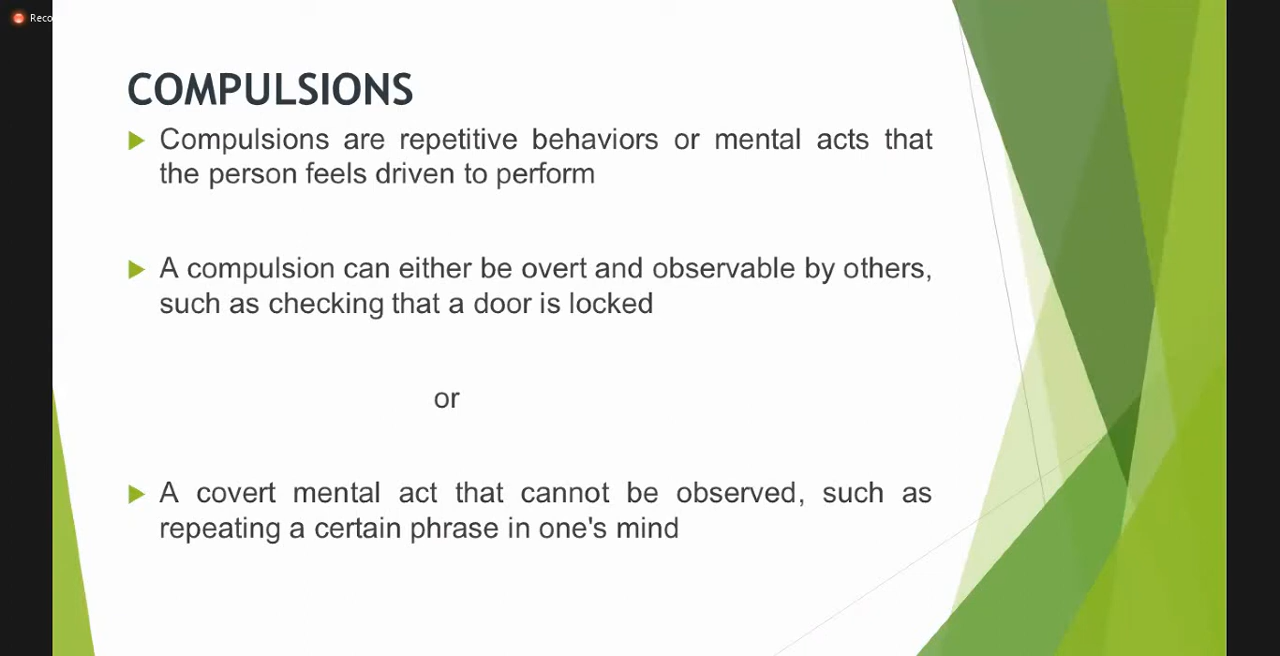 Reco
COMPULSIONS
Compulsions are repetitive behaviors or mental acts that
the person feels driven to perform
A compulsion can either be overt and observable by others,
such as checking that a door is locked
or
A covert mental act that cannot be observed, such as
repeating a certain phrase in one's mind